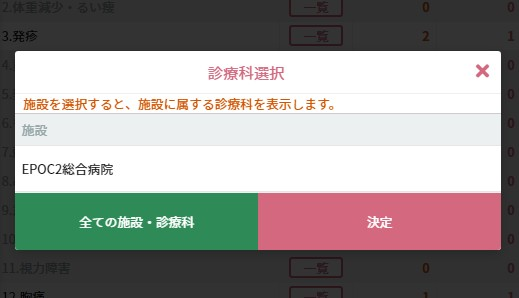 2.体重減少・るい痩 一覧 0 0
3.発疹 一覧 2 1
診療科選択
施設を選択すると、施設に属する診療科を表示します。
施設
EPOC2総合病院
全ての施設・診療科 決定
11.視力障害 一覧 0 0
12.胸痛 一覧 1 1